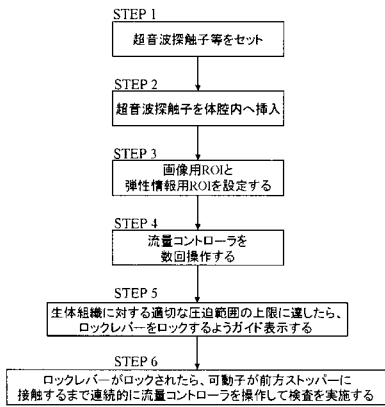 STEP 1
超音波探触子等をセット
STEP 2
超音波探触子を体腔内へ挿入
STEP 3
画像用ROIと
弾性情報用ROIを設定する
STEP 4
流量コントローラを
数回操作する
STEP 5
生体組織に対する適切な圧迫範囲の上限に達したら、
ロックレバーをロックするようガイド表示する
STEP 6
ロックレバーがロックされたら、可動子が前方ストッパーに
接触するまで連続的に流量コントローラを操作して検査を実施する